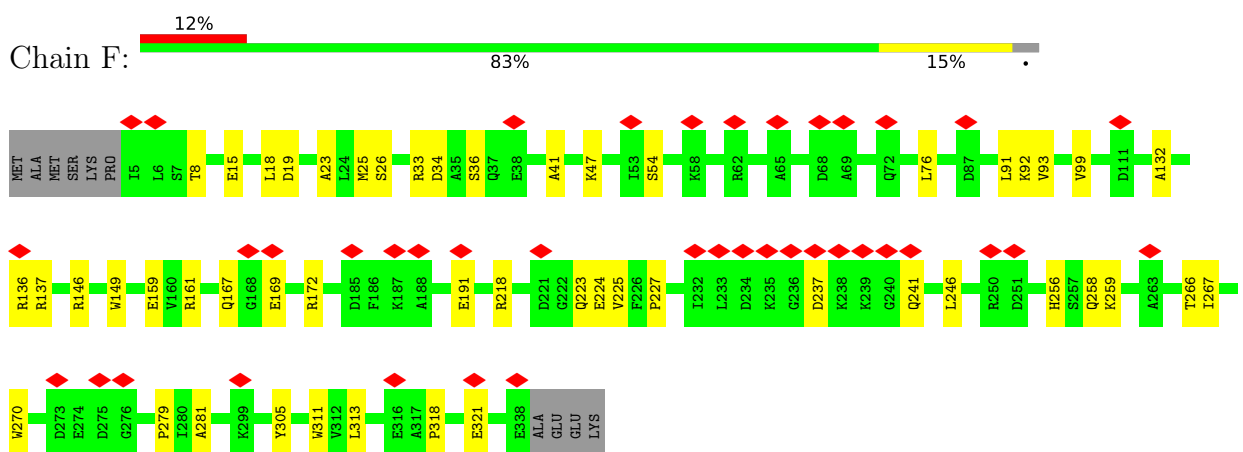 12%
Chain F:
83%
15%
•
MET ALA MET SER LYS PRO I5 L6 S7 T8 E15 L18 D19 A23 L24 M25 S26 R33 D34 A35 S36 Q37 E38 A41 K47 I53 S54 K58 R62 A65 D68 A69 Q72 L76 D87 L91 K92 V93 V99 D111 A132
R136 R137 R146 W149 E159 V160 R161 Q167 G168 E169 R172 D185 F186 K187 A188 E191 R218 D221 G222 Q223 E224 V225 F226 P227 I232 L233 D234 K235 G236 D237 K238 K239 G240 Q241 L246 R250 D251 H256 S257 Q258 K259 A263 T266 I267
W270 D273 E274 D275 G276 P279 I280 A281 K299 Y305 W311 V312 L313 E316 A317 P318 E321 E338 ALA GLU GLU LYS